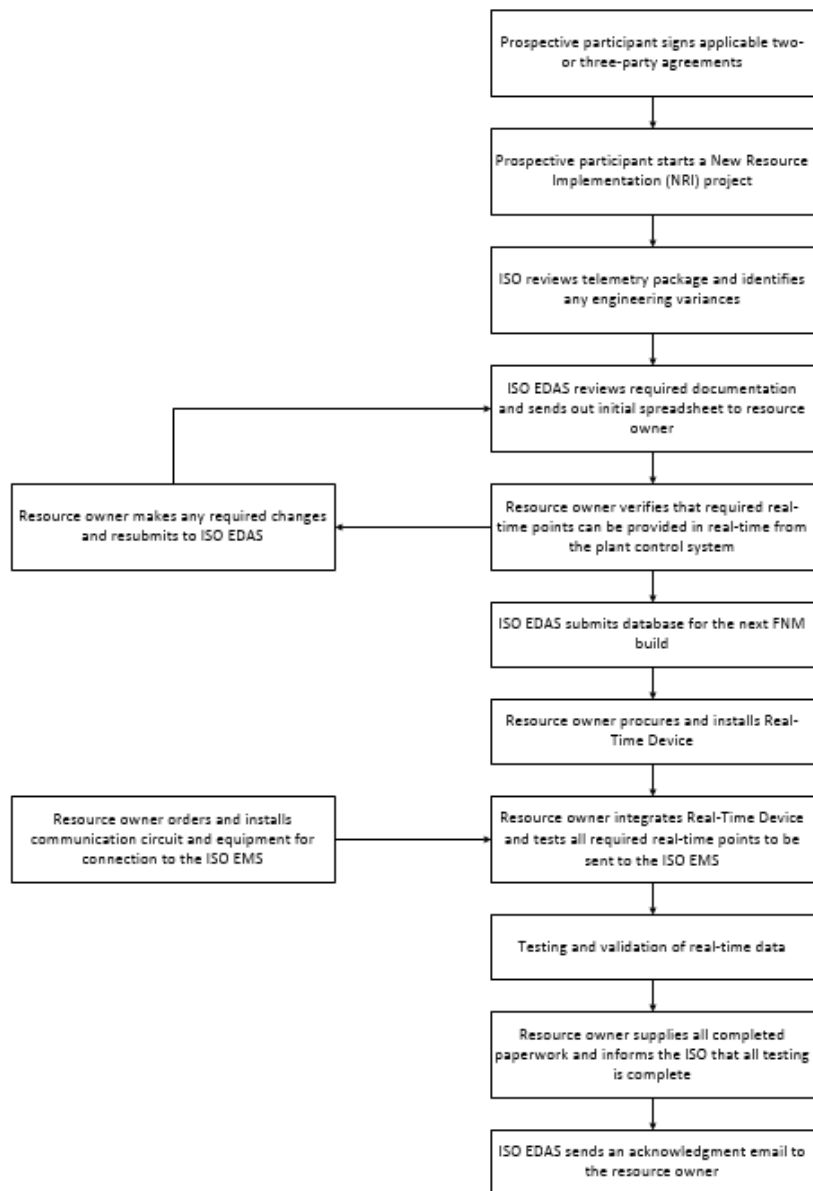 Prospective participant signs applicable two-
or three-party agreements
Prospective participant starts a New Resource
Implementation (NRI) project
ISO reviews telemetry package and identifies
any engineering variances
ISO EDAS reviews required documentation
and sends out initial spreadsheet to resource
owner
Resource owner makes any required changes
and resubmits to ISO EDAS
Resource owner verifies that required real-
time points can be provided in real-time from
the plant control system
ISO EDAS submits database for the next FNM
build
Resource owner procures and installs Real-
Time Device
Resource owner orders and installs
communication circuit and equipment for
connection to the ISO EMS
Resource owner integrates Real-Time Device
and tests all required real-time points to be
sent to the ISO EMS
Testing and validation of real-time data
Resource owner supplies all completed
paperwork and informs the ISO that all testing
is complete
ISO EDAS sends an acknowledgment email to
the resource owner